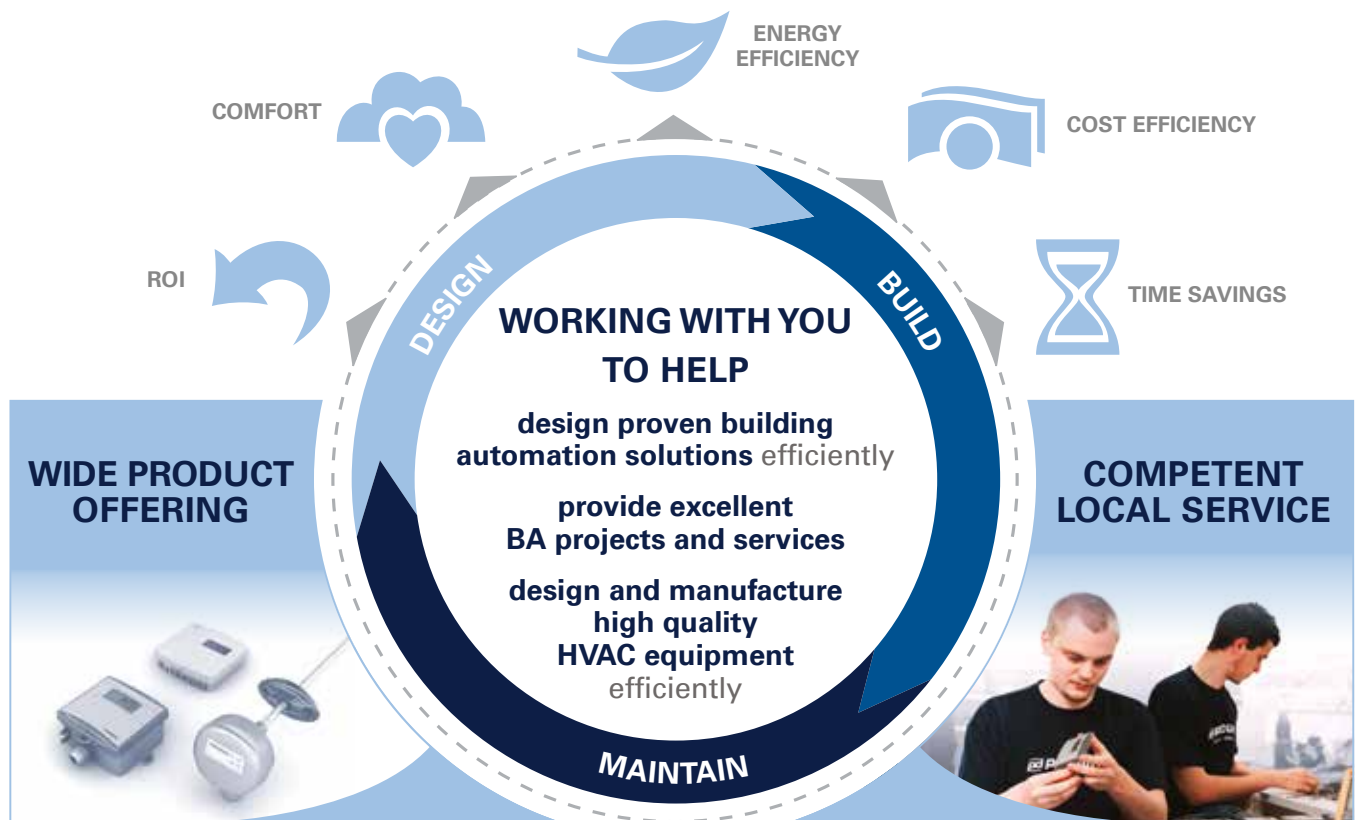 ENERGY
EFFICIENCY
COMFORT
COST EFFICIENCY
ROI
TIME SAVINGS
DESIGN
BUILD
MAINTAIN
WORKING WITH YOU
TO HELP
design proven building
automation solutions efficiently
provide excellent
BA projects and services
design and manufacture
high quality
HVAC equipment
efficiently
WIDE PRODUCT
OFFERING
COMPETENT
LOCAL SERVICE